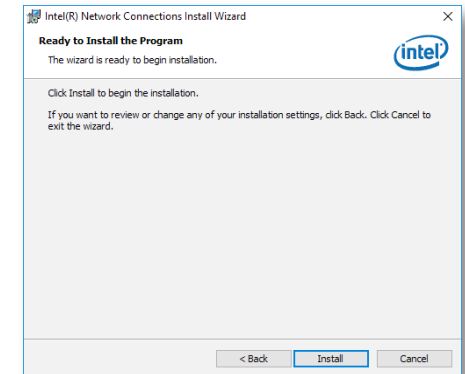 Intel(R) Network Connections Install Wizard
Ready to Install the Program
The wizard is ready to begin installation.
intel
Click Install to begin the installation.
If you want to review or change any of your installation settings, click Back. Click Cancel to
exit the wizard.
< Back Install Cancel